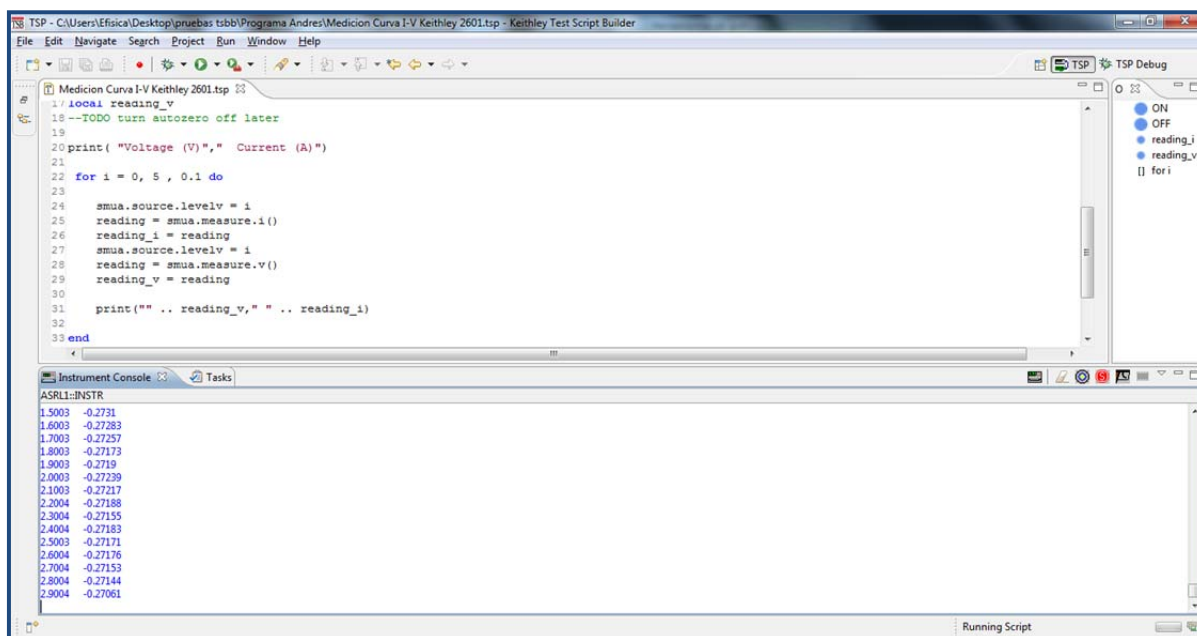 TSP - C:\Users\Efisica\Desktop\pruebas tsbb\Programa Andres\Medicion Curva I-V Keithley 2601.tsp - Keithley Test Script Builder
File Edit Navigate Search Project Run Window Help
TSP TSP Debug
Medicion Curva I-V Keithley 2601.tsp
17 local reading_v
18 --TODO turn autozero off later
19
20 print( "Voltage (V)","  Current (A)")
21
22 for i = 0, 5 , 0.1 do
23
24 smua.source.levelv = i
25 reading = smua.measure.i()
26 reading_i = reading
27 smua.source.levelv = i
28 reading = smua.measure.v()
29 reading_v = reading
30
31 print("" .. reading_v," " .. reading_i)
32
33 end
O
ON
OFF
reading_i
reading_v
[] for i
Instrument Console Tasks
ASRL1::INSTR
1.5003 -0.2731
1.6003 -0.27283
1.7003 -0.27257
1.8003 -0.27173
1.9003 -0.2719
2.0003 -0.27239
2.1003 -0.27217
2.2004 -0.27188
2.3004 -0.27155
2.4004 -0.27183
2.5003 -0.27171
2.6004 -0.27176
2.7004 -0.27153
2.8004 -0.27144
2.9004 -0.27061
Running Script